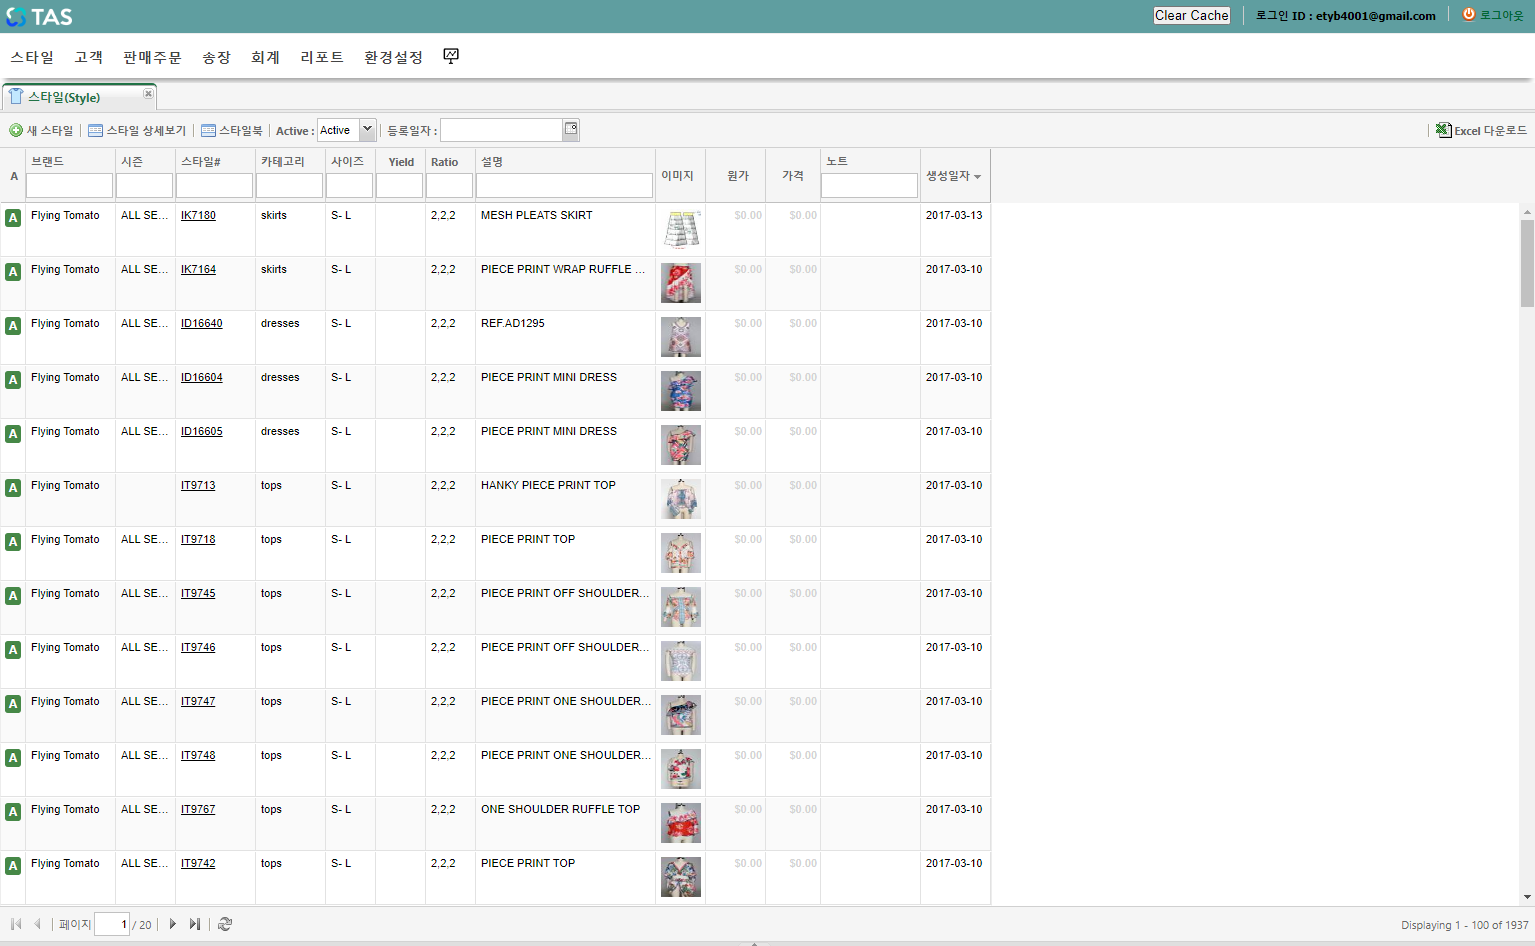 TAS Clear Cache 로그인 ID : etyb4001@gmail.com 로그아웃
스타일 고객 판매주문 송장 회계 리포트 환경설정
스타일(Style)
새 스타일 스타일 상세보기 스타일북 Active : Active 등록일자 : Excel 다운로드
A 브랜드 시즌 스타일# 카테고리 사이즈 Yield Ratio 설명 이미지 원가 가격 노트 생성일자
A Flying Tomato ALL SE... IK7180 skirts S- L 2,2,2 MESH PLEATS SKIRT $0.00 $0.00 2017-03-13
A Flying Tomato ALL SE... IK7164 skirts S- L 2,2,2 PIECE PRINT WRAP RUFFLE ... $0.00 $0.00 2017-03-10
A Flying Tomato ALL SE... ID16640 dresses S- L 2,2,2 REF.AD1295 $0.00 $0.00 2017-03-10
A Flying Tomato ALL SE... ID16604 dresses S- L 2,2,2 PIECE PRINT MINI DRESS $0.00 $0.00 2017-03-10
A Flying Tomato ALL SE... ID16605 dresses S- L 2,2,2 PIECE PRINT MINI DRESS $0.00 $0.00 2017-03-10
A Flying Tomato IT9713 tops S- L 2,2,2 HANKY PIECE PRINT TOP $0.00 $0.00 2017-03-10
A Flying Tomato ALL SE... IT9718 tops S- L 2,2,2 PIECE PRINT TOP $0.00 $0.00 2017-03-10
A Flying Tomato ALL SE... IT9745 tops S- L 2,2,2 PIECE PRINT OFF SHOULDER... $0.00 $0.00 2017-03-10
A Flying Tomato ALL SE... IT9746 tops S- L 2,2,2 PIECE PRINT OFF SHOULDER... $0.00 $0.00 2017-03-10
A Flying Tomato ALL SE... IT9747 tops S- L 2,2,2 PIECE PRINT ONE SHOULDER... $0.00 $0.00 2017-03-10
A Flying Tomato ALL SE... IT9748 tops S- L 2,2,2 PIECE PRINT ONE SHOULDER... $0.00 $0.00 2017-03-10
A Flying Tomato ALL SE... IT9767 tops S- L 2,2,2 ONE SHOULDER RUFFLE TOP $0.00 $0.00 2017-03-10
A Flying Tomato ALL SE... IT9742 tops S- L 2,2,2 PIECE PRINT TOP $0.00 $0.00 2017-03-10
페이지 1 / 20 Displaying 1 - 100 of 1937